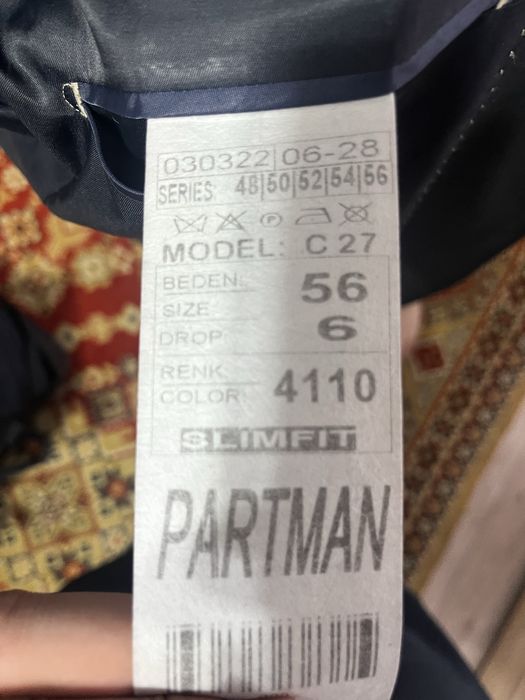 030322 06-28
SERIES 48|50|52|54|56
MODEL: C 27
BEDEN: 56
SIZE
DROP 6
RENK 4110
COLOR:
SLIMFIT
PARTMAN